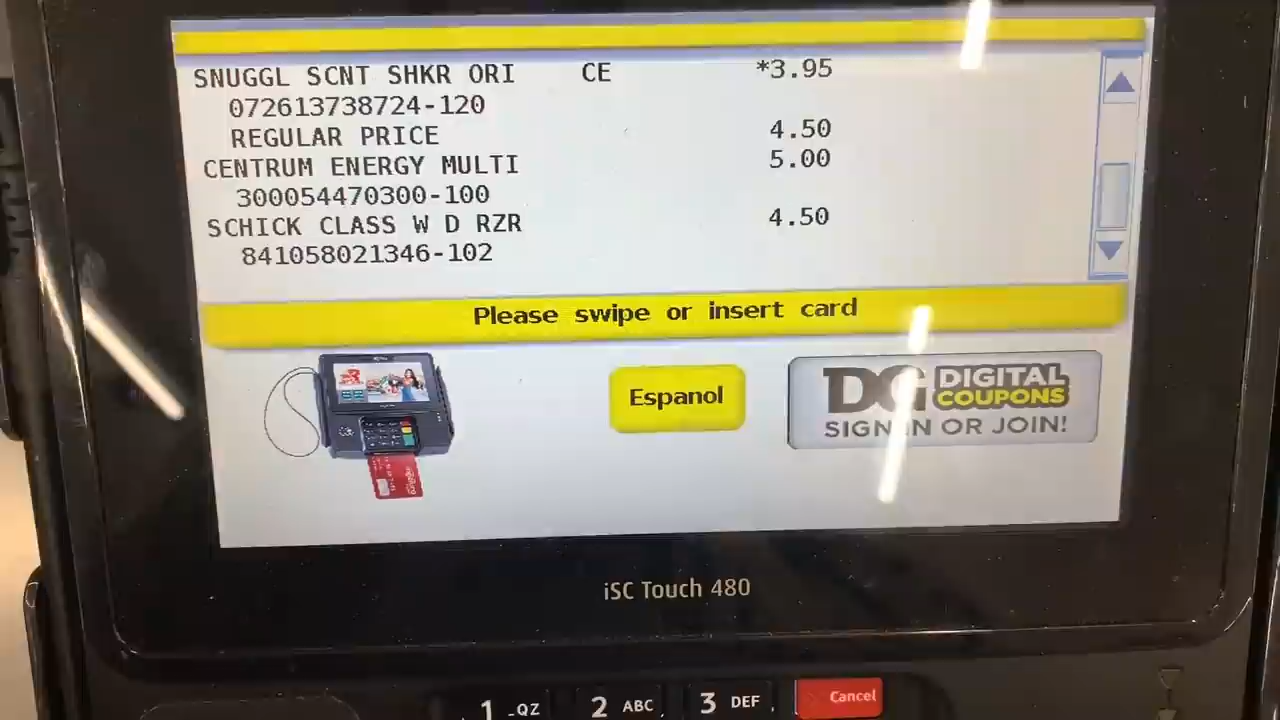 SNUGGL SCNT SHKR ORI CE *3.95
072613738724-120
REGULAR PRICE 4.50
CENTRUM ENERGY MULTI 5.00
300054470300-100
SCHICK CLASS W D RZR 4.50
841058021346-102
Please swipe or insert card
Espanol
DG DIGITAL COUPONS
SIGN IN OR JOIN!
iSC Touch 480
1 -QZ 2 ABC 3 DEF Cancel